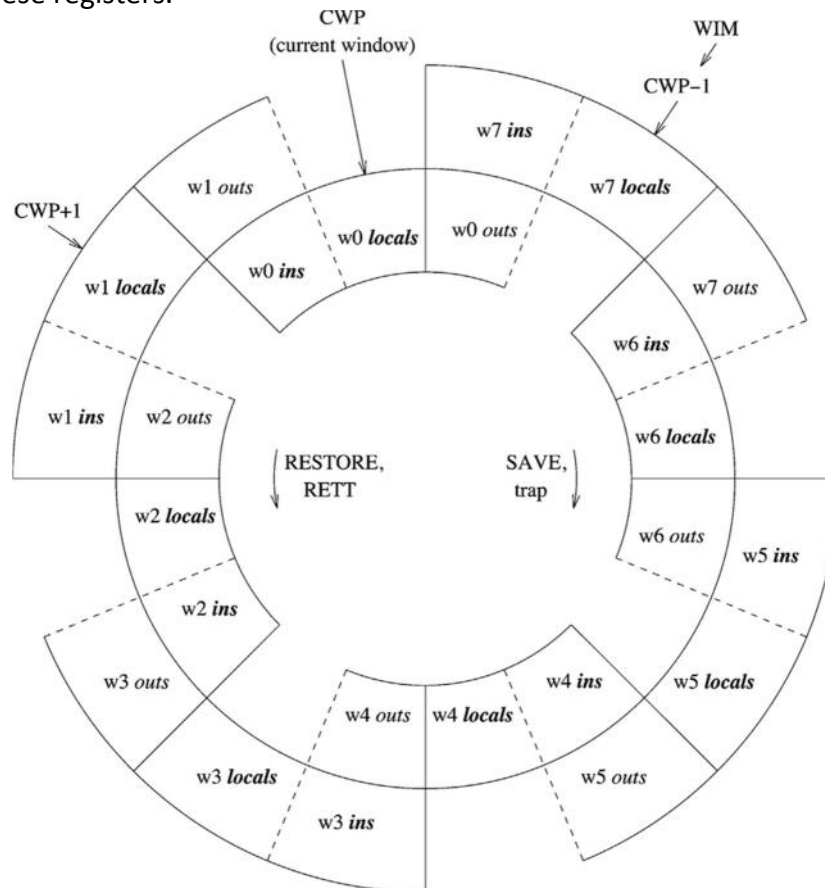 ese registers.
CWP
(current window)
WIM
CWP−1
w7 ins
w1 outs
w7 locals
CWP+1
w0 locals
w0 outs
w0 ins
w1 locals
w7 outs
w6 ins
w1 ins
w2 outs
w6 locals
RESTORE,
RETT
SAVE,
trap
w2 locals
w6 outs
w5 ins
w2 ins
w3 outs
w4 ins
w5 locals
w4 outs
w4 locals
w3 locals
w5 outs
w3 ins